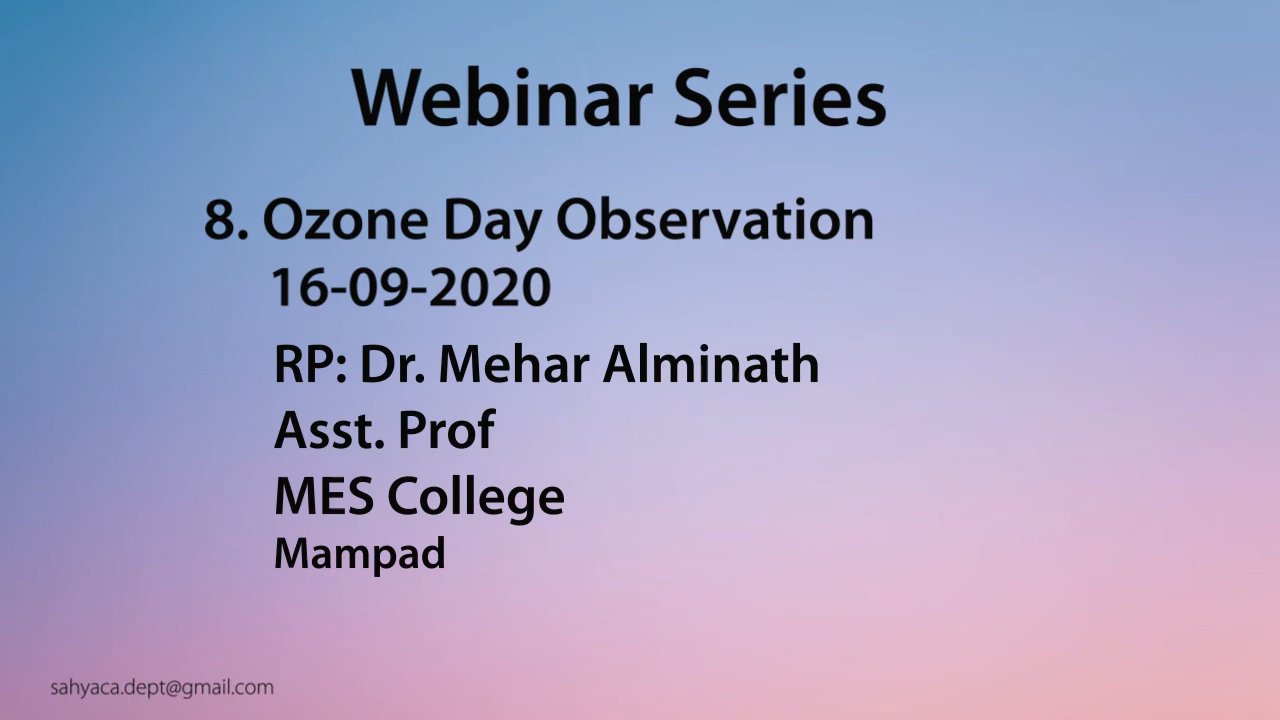 Webinar Series
8. Ozone Day Observation
16-09-2020
RP: Dr. Mehar Alminath
Asst. Prof
MES College
Mampad
sahyaca.dept@gmail.com